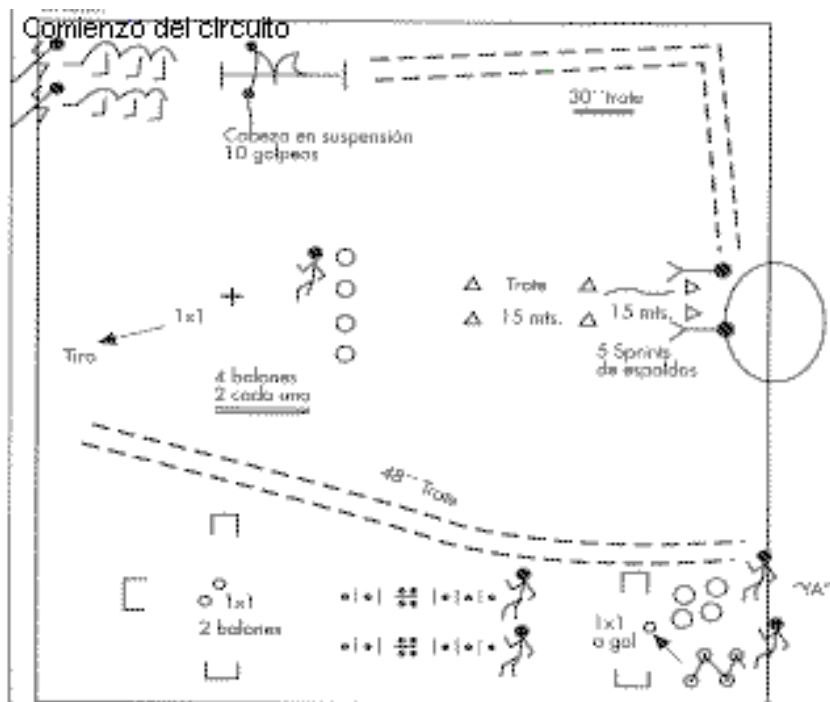 Comienzo del circuito
30´´trote
Cabeza en suspensión
10 golpeos
Trote
15 mts.
15 mts.
5 Sprints
de espaldas
1x1
Tiro
4 balones
2 cada uno
48´´ Trote
1x1
2 balones
1x1
a gol
"YA"